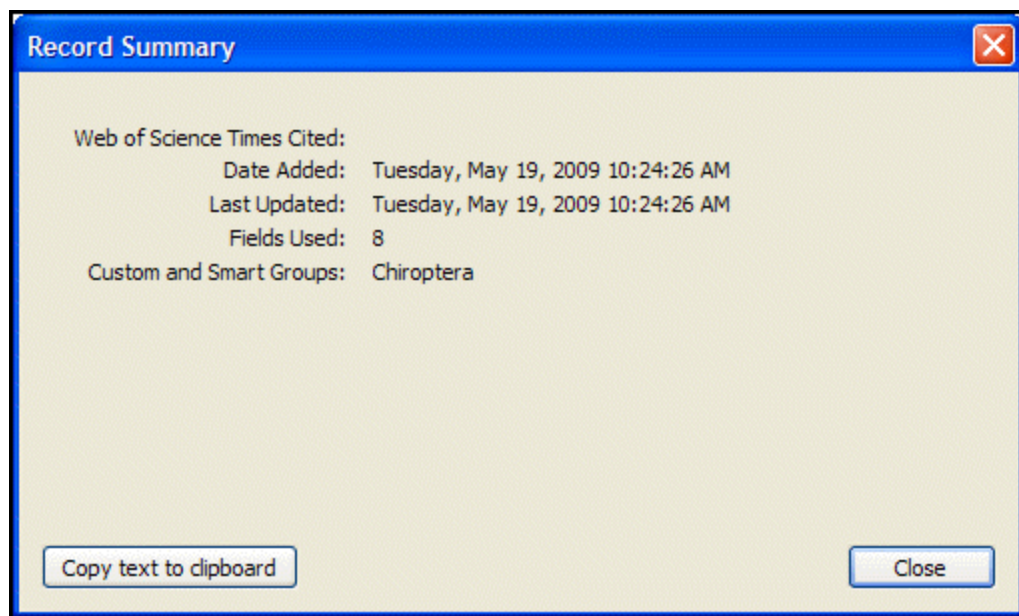 Record Summary
Web of Science Times Cited:
Date Added: Tuesday, May 19, 2009 10:24:26 AM
Last Updated: Tuesday, May 19, 2009 10:24:26 AM
Fields Used: 8
Custom and Smart Groups: Chiroptera
Copy text to clipboard Close